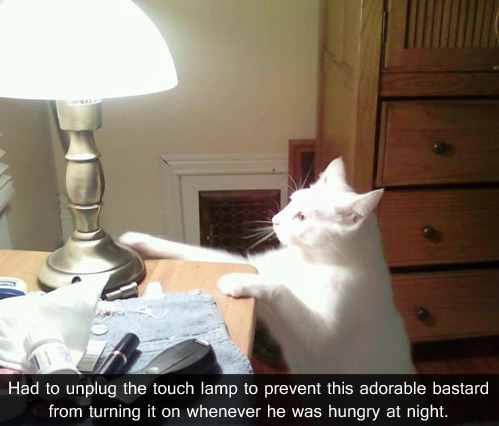 Had to unplug the touch lamp to prevent this adorable bastard
from turning it on whenever he was hungry at night.